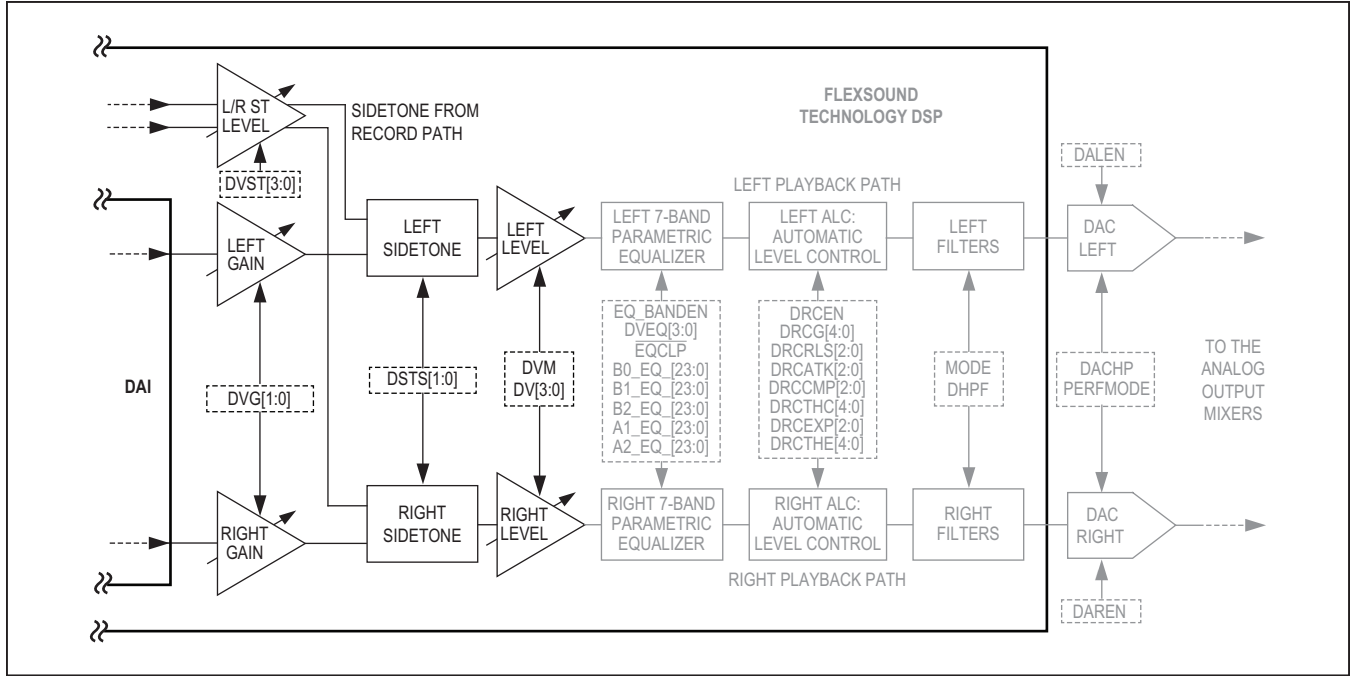 L/R ST
LEVEL
SIDETONE FROM
RECORD PATH
FLEXSOUND
TECHNOLOGY DSP
DVST[3:0]
DALEN
LEFT PLAYBACK PATH
LEFT
GAIN
LEFT
SIDETONE
LEFT
LEVEL
LEFT 7-BAND
PARAMETRIC
EQUALIZER
LEFT ALC:
AUTOMATIC
LEVEL CONTROL
LEFT
FILTERS
DAC
LEFT
DAI
DVG[1:0]
DSTS[1:0]
DVM
DV[3:0]
EQ_BANDEN
DVEQ[3:0]
EQCLP
B0_EQ_[23:0]
B1_EQ_[23:0]
B2_EQ_[23:0]
A1_EQ_[23:0]
A2_EQ_[23:0]
DRCEN
DRCG[4:0]
DRCRLS[2:0]
DRCATK[2:0]
DRCCMP[2:0]
DRCTHC[4:0]
DRCEXP[2:0]
DRCTHE[4:0]
MODE
DHPF
DACHP
PERFMODE
TO THE
ANALOG
OUTPUT
MIXERS
RIGHT
GAIN
RIGHT
SIDETONE
RIGHT
LEVEL
RIGHT 7-BAND
PARAMETRIC
EQUALIZER
RIGHT ALC:
AUTOMATIC
LEVEL CONTROL
RIGHT
FILTERS
DAC
RIGHT
RIGHT PLAYBACK PATH
DAREN